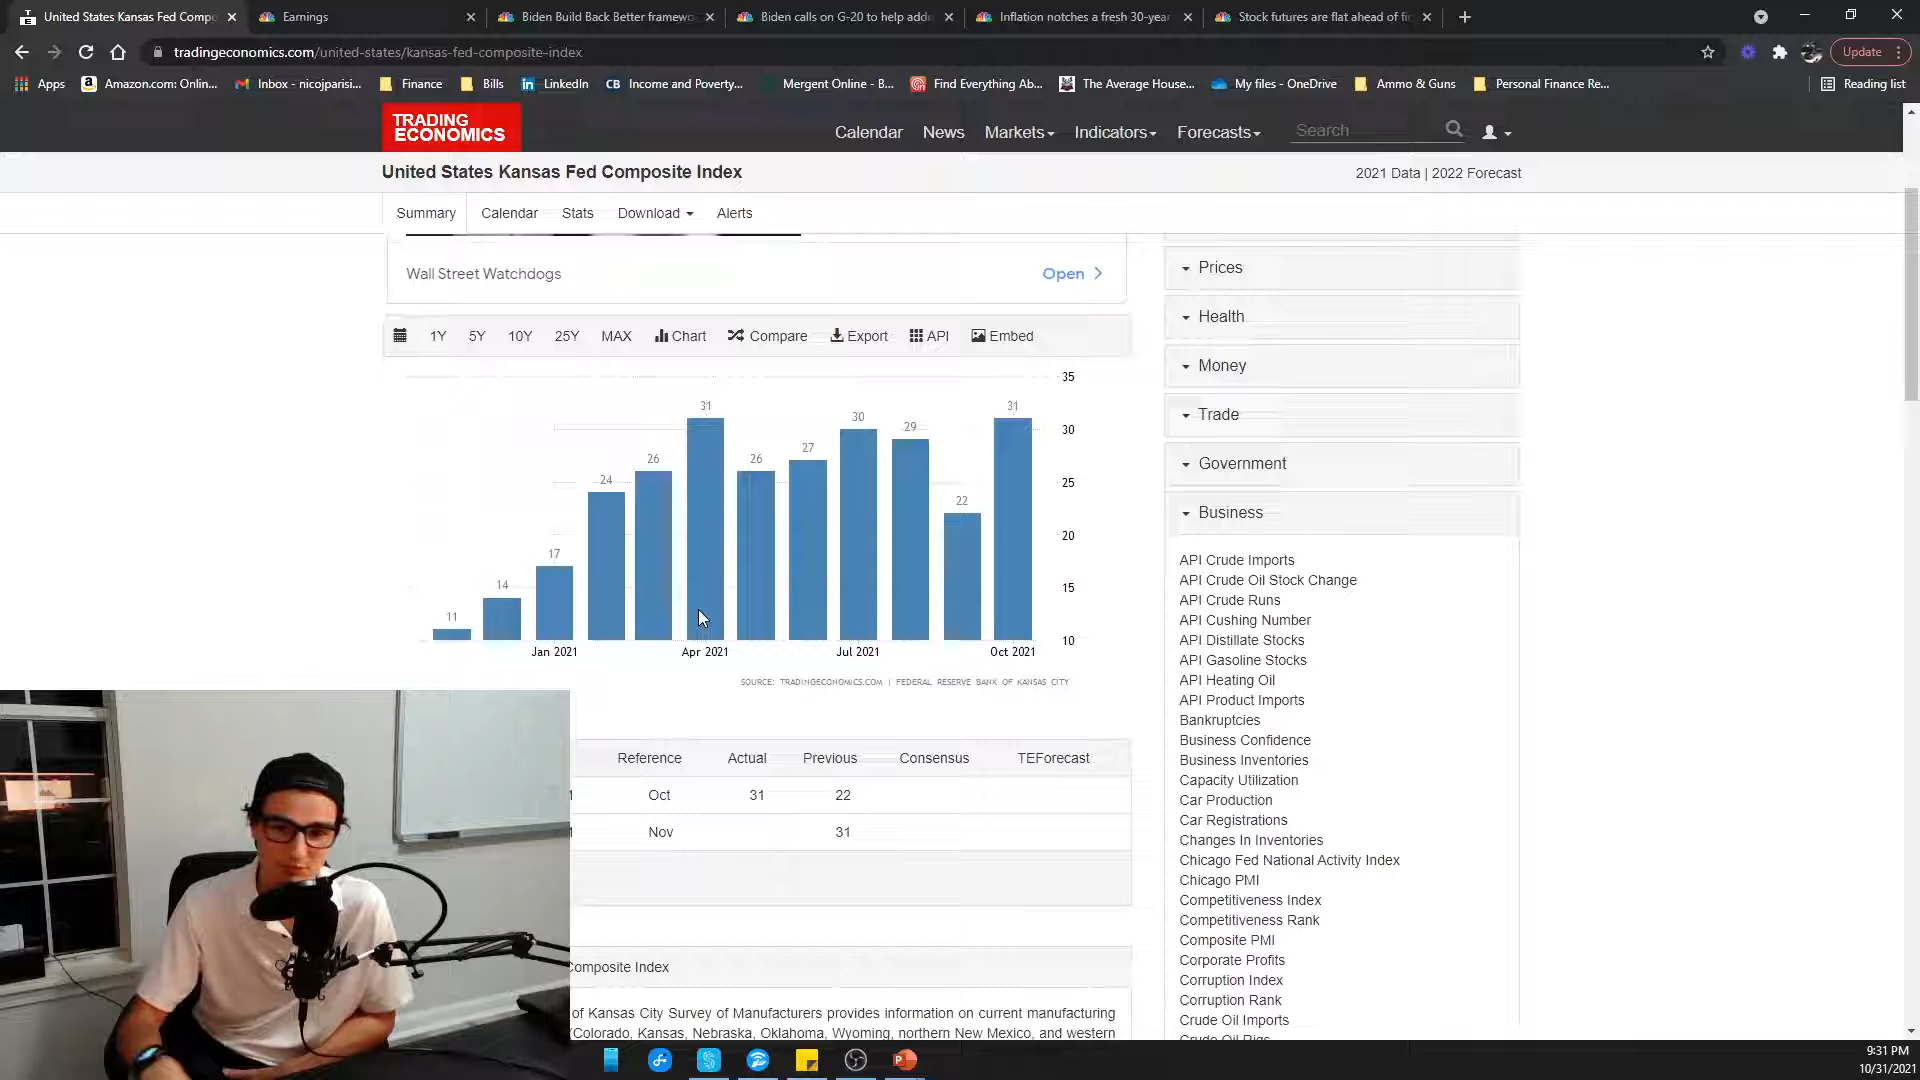 United States Kansas Fed Compo
Earnings
Biden Build Back Better framewo
Biden calls on G-20 to help addr
Inflation notches a fresh 30-year
Stock futures are flat ahead of fi
tradingeconomics.com/united-states/kansas-fed-composite-index
Update
Apps
Amazon.com: Onlin...
Inbox - nicojparisi...
Finance
Bills
LinkedIn
CB Income and Poverty...
Mergent Online - B...
Find Everything Ab...
The Average House...
My files - OneDrive
Ammo & Guns
Personal Finance Re...
Reading list
TRADING
ECONOMICS
Calendar
News
Markets
Indicators
Forecasts
Search
United States Kansas Fed Composite Index
2021 Data | 2022 Forecast
Summary
Calendar
Stats
Download
Alerts
Wall Street Watchdogs
Open
1Y 5Y 10Y 25Y MAX Chart Compare Export API Embed
35
30
25
20
15
10
11
14
17
24
26
31
26
27
30
29
22
31
Jan 2021
Apr 2021
Jul 2021
Oct 2021
SOURCE: TRADINGECONOMICS.COM | FEDERAL RESERVE BANK OF KANSAS CITY
Reference Actual Previous Consensus TEForecast
Oct 31 22
Nov 31
Composite Index
of Kansas City Survey of Manufacturers provides information on current manufacturing
(Colorado, Kansas, Nebraska, Oklahoma, Wyoming, northern New Mexico, and western
Prices
Health
Money
Trade
Government
Business
API Crude Imports
API Crude Oil Stock Change
API Crude Runs
API Cushing Number
API Distillate Stocks
API Gasoline Stocks
API Heating Oil
API Product Imports
Bankruptcies
Business Confidence
Business Inventories
Capacity Utilization
Car Production
Car Registrations
Changes In Inventories
Chicago Fed National Activity Index
Chicago PMI
Competitiveness Index
Competitiveness Rank
Composite PMI
Corporate Profits
Corruption Index
Corruption Rank
Crude Oil Imports
Crude Oil Rigs
9:31 PM
10/31/2021